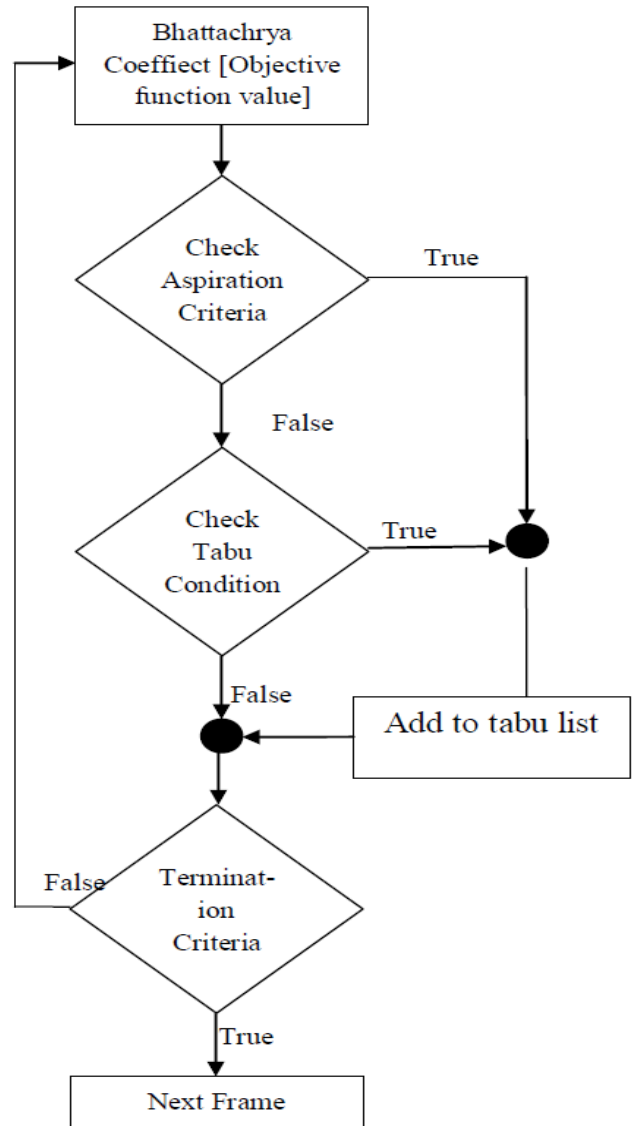 Bhattachrya
Coeffiect [Objective
function value]
Check
Aspiration
Criteria
True
False
Check
Tabu
Condition
True
False
Add to tabu list
Terminat-
ion
Criteria
False
True
Next Frame